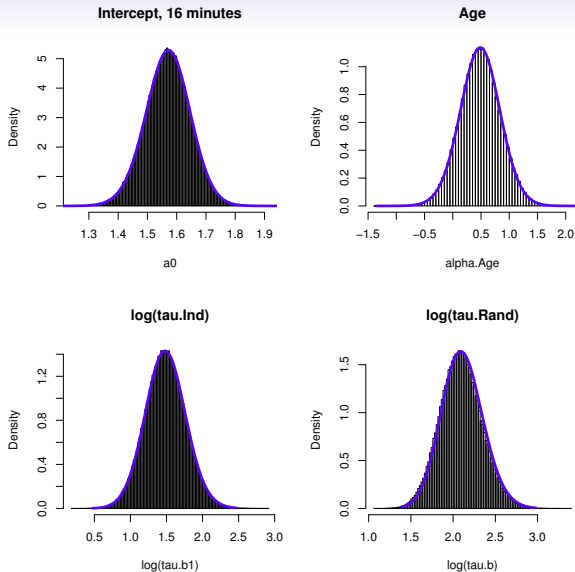 Intercept, 16 minutes
Density
0 1 2 3 4 5
1.3 1.4 1.5 1.6 1.7 1.8 1.9
a0
Age
Density
0.0 0.2 0.4 0.6 0.8 1.0
−1.5 −0.5 0.5 1.0 1.5 2.0
alpha.Age
log(tau.Ind)
Density
0.0 0.4 0.8 1.2
0.5 1.0 1.5 2.0 2.5 3.0
log(tau.b1)
log(tau.Rand)
Density
0.0 0.5 1.0 1.5
1.0 1.5 2.0 2.5 3.0
log(tau.b)